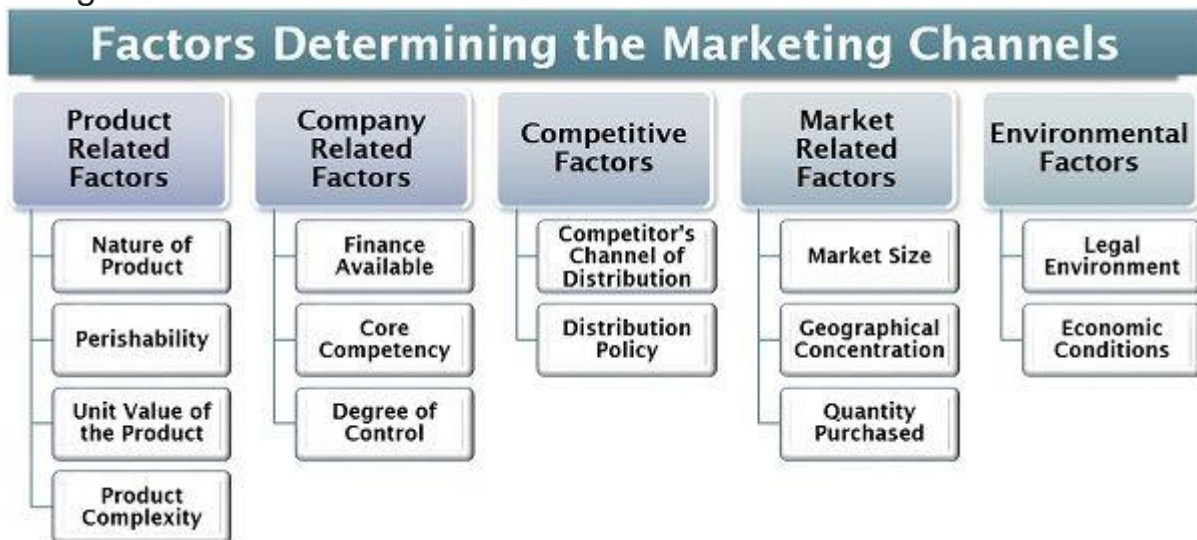 Factors Determining the Marketing Channels
Product
Related
Factors
Nature of
Product
Perishability
Unit Value of
the Product
Product
Complexity
Company
Related
Factors
Finance
Available
Core
Competency
Degree of
Control
Competitive
Factors
Competitor's
Channel of
Distribution
Distribution
Policy
Market
Related
Factors
Market Size
Geographical
Concentration
Quantity
Purchased
Environmental
Factors
Legal
Environment
Economic
Conditions